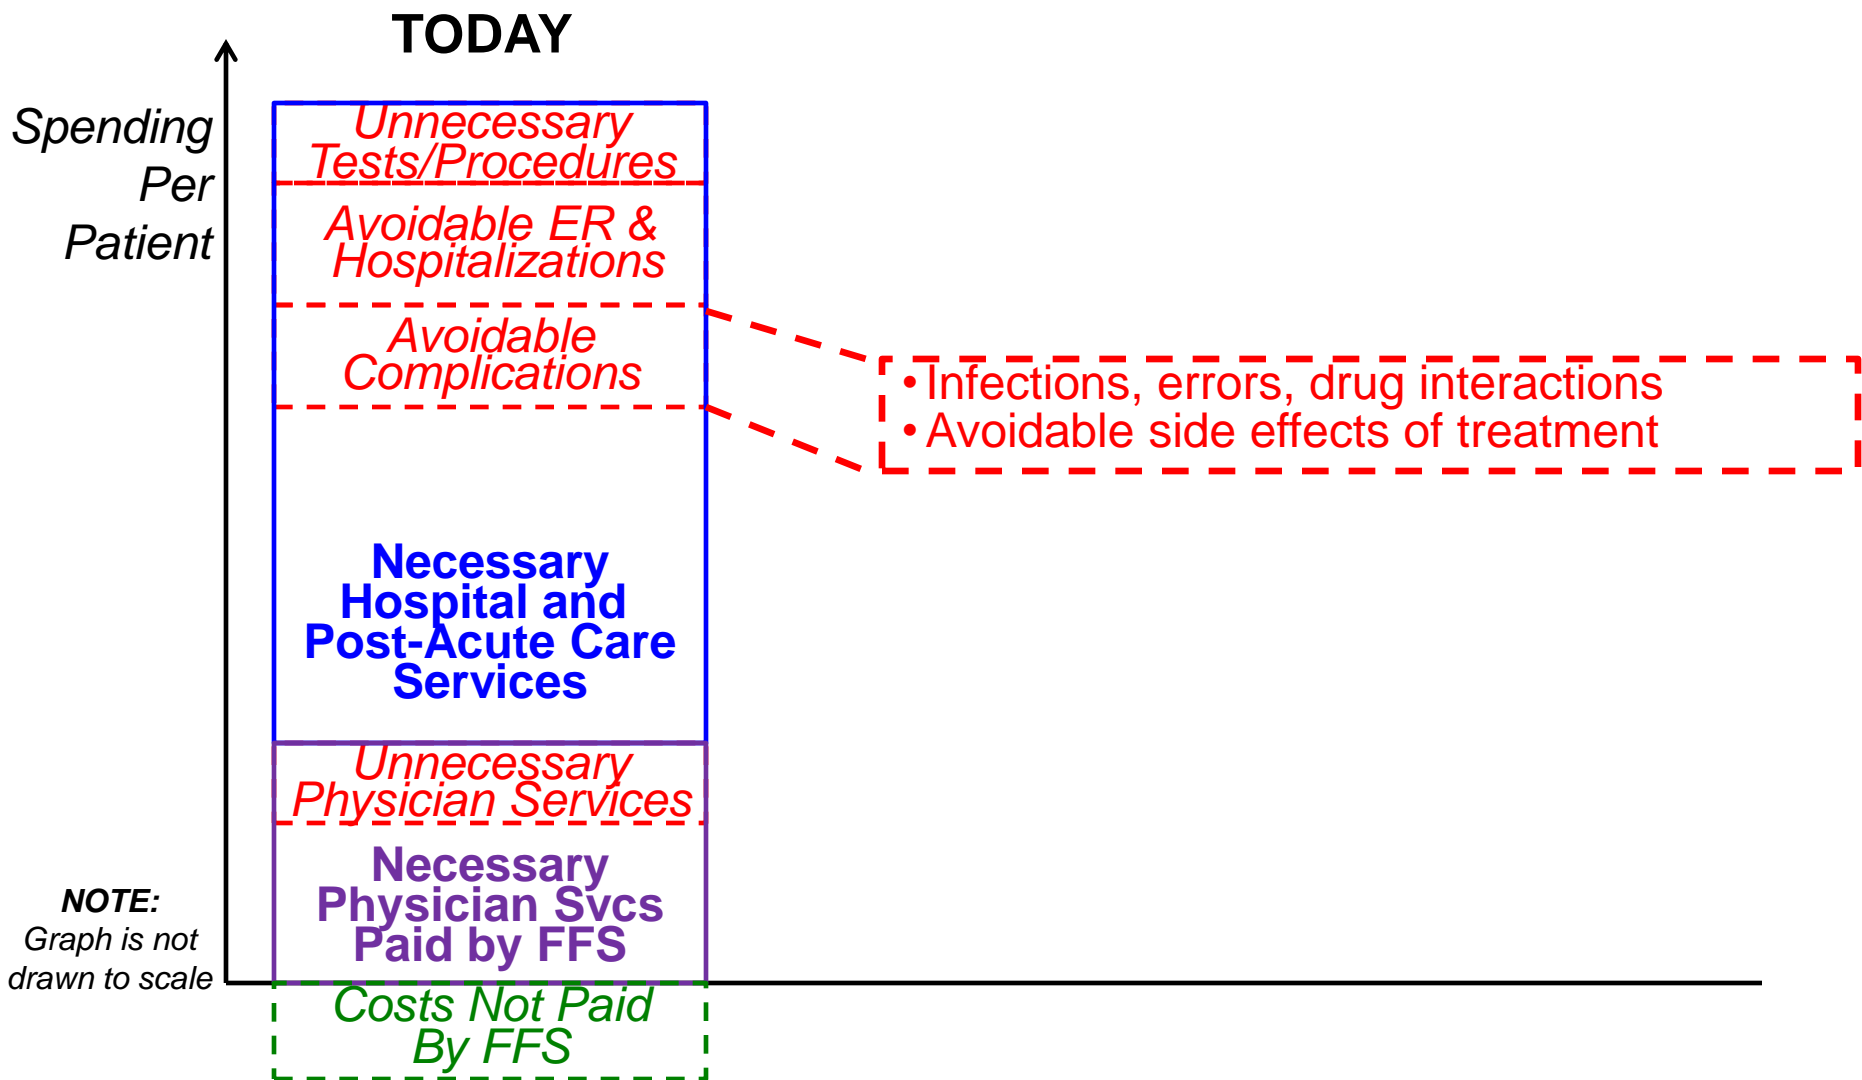 TODAY
Spending
Per
Patient
Unnecessary
Tests/Procedures
Avoidable ER &
Hospitalizations
Avoidable
Complications
• Infections, errors, drug interactions
• Avoidable side effects of treatment
Necessary
Hospital and
Post-Acute Care
Services
Unnecessary
Physician Services
Necessary
Physician Svcs
Paid by FFS
NOTE:
Graph is not
drawn to scale
Costs Not Paid
By FFS